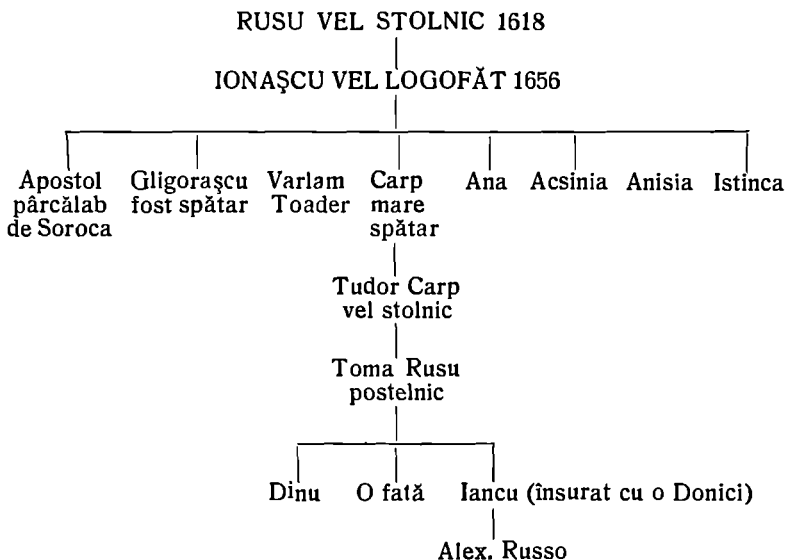 RUSU VEL STOLNIC 1618
IONAŞCU VEL LOGOFĂT 1656
Apostol Gligoraşcu Varlam Carp Ana Acsinia Anisia Istinca
pârcălab fost spătar Toader mare
de Soroca spătar
Tudor Carp
vel stolnic
Toma Rusu
postelnic
Dinu O fată Iancu (însurat cu o Donici)
Alex. Russo